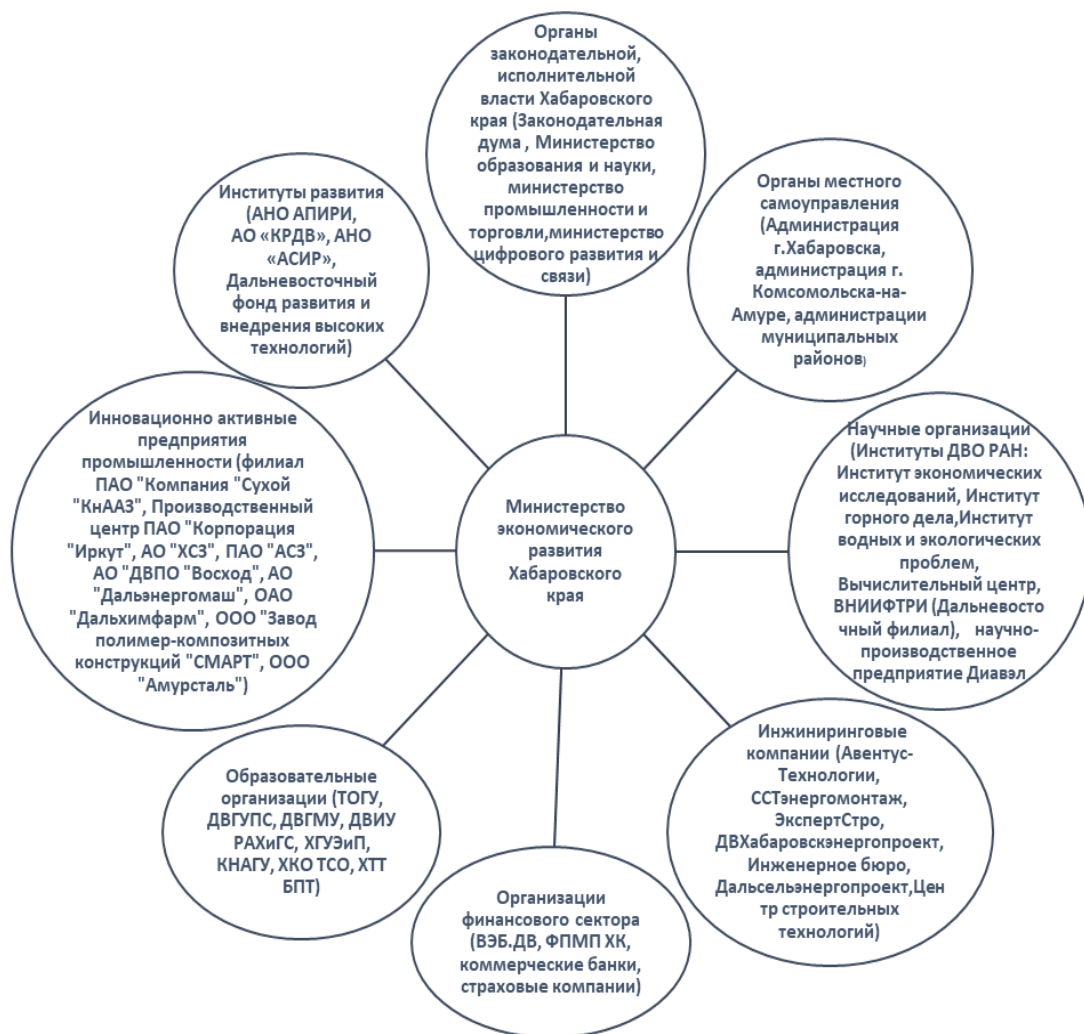 Органы
законодательной,
исполнительной
власти Хабаровского
края (Законодательная
дума , Министерство
образования и науки,
министерство
промышленности и
торговли,министерство
цифрового развития и
связи)
Органы местного
самоуправления
(Администрация
г.Хабаровска,
администрация г.
Комсомольска-на-
Амуре, администрации
муниципальных
районов)
Научные организации
(Институты ДВО РАН:
Институт экономических
исследований, Институт
горного дела,Институт
водных и экологических
проблем,
Вычислительный центр,
ВНИИФТРИ (Дальневосто
чный филиал), научно-
производственное
предприятие Диавэл
Инжиниринговые
компании (Авентус-
Технологии,
ССТэнергомонтаж,
ЭкспертСтро,
ДВХабаровскэнергопроект,
Инженерное бюро,
Дальсельэнергопроект,Цен
тр строительных
технологий)
Организации
финансового сектора
(ВЭБ.ДВ, ФПМП ХК,
коммерческие банки,
страховые компании)
Образовательные
организации (ТОГУ,
ДВГУПС, ДВГМУ, ДВИУ
РАХиГС, ХГУЭиП,
КНАГУ, ХКО ТСО, ХТТ
БПТ)
Инновационно активные
предприятия
промышленности (филиал
ПАО "Компания "Сухой
"КнААЗ", Производственный
центр ПАО "Корпорация
"Иркут", АО "ХСЗ", ПАО "АСЗ",
АО "ДВПО "Восход", АО
"Дальэнергомаш", ОАО
"Дальхимфарм", ООО "Завод
полимер-композитных
конструкций "СМАРТ", ООО
"Амурсталь")
Институты развития
(АНО АПИРИ,
АО «КРДВ», АНО
«АСИР»,
Дальневосточный
фонд развития и
внедрения высоких
технологий)
Министерство
экономического
развития
Хабаровского
края